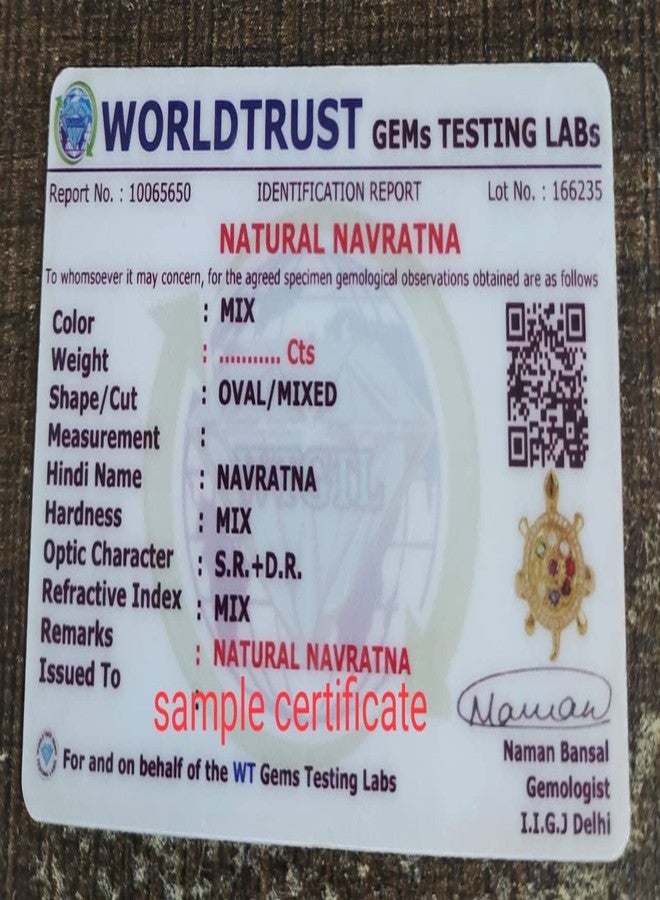 WORLDTRUST GEMs TESTING LABs
Report No. : 10065650 IDENTIFICATION REPORT Lot No. : 166235
NATURAL NAVRATNA
To whomsoever it may concern, for the agreed specimen gemological observations obtained are as follows
Color : MIX
Weight : ........... Cts
Shape/Cut : OVAL/MIXED
Measurement :
Hindi Name : NAVRATNA
Hardness : MIX
Optic Character : S.R.+D.R.
Refractive Index : MIX
Remarks : NATURAL NAVRATNA
Issued To :
sample certificate
Naman
Naman Bansal
Gemologist
I.I.G.J Delhi
For and on behalf of the WT Gems Testing Labs